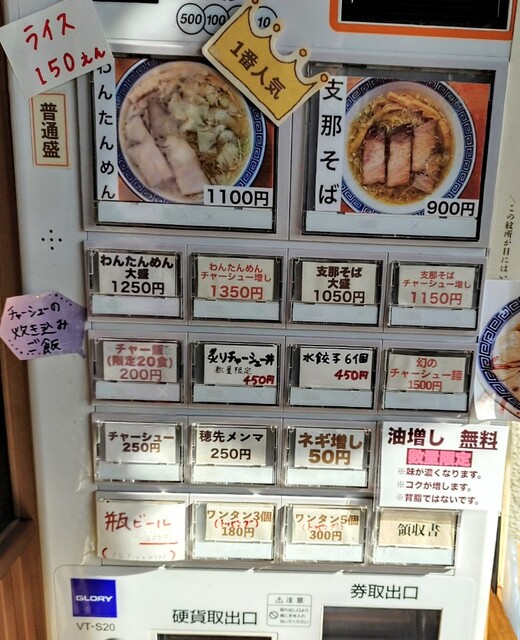 ライス
150えん
500 100 10
1番人気
普通盛
わんたんめん
1100円
支那そば
900円
わんたんめん
大盛
1250円
わんたんめん
チャーシュー増し
1350円
支那そば
大盛
1050円
支那そば
チャーシュー増し
1150円
チャーシューの
炊き込み
ご飯
チャー飯
(限定20食)
200円
炙りチャーシュー丼
数量限定
450円
水餃子6個
450円
幻の
チャーシュー麺
1500円
チャーシュー
250円
穂先メンマ
250円
ネギ増し
50円
油増し 無料
数量限定
※味が濃くなります。
※コクが増します。
※背脂ではないです。
瓶ビール
ワンタン3個
180円
ワンタン5個
300円
領収書
この紋所が目には
GLORY
VT-S20
硬貨取出口
注意
券取出口